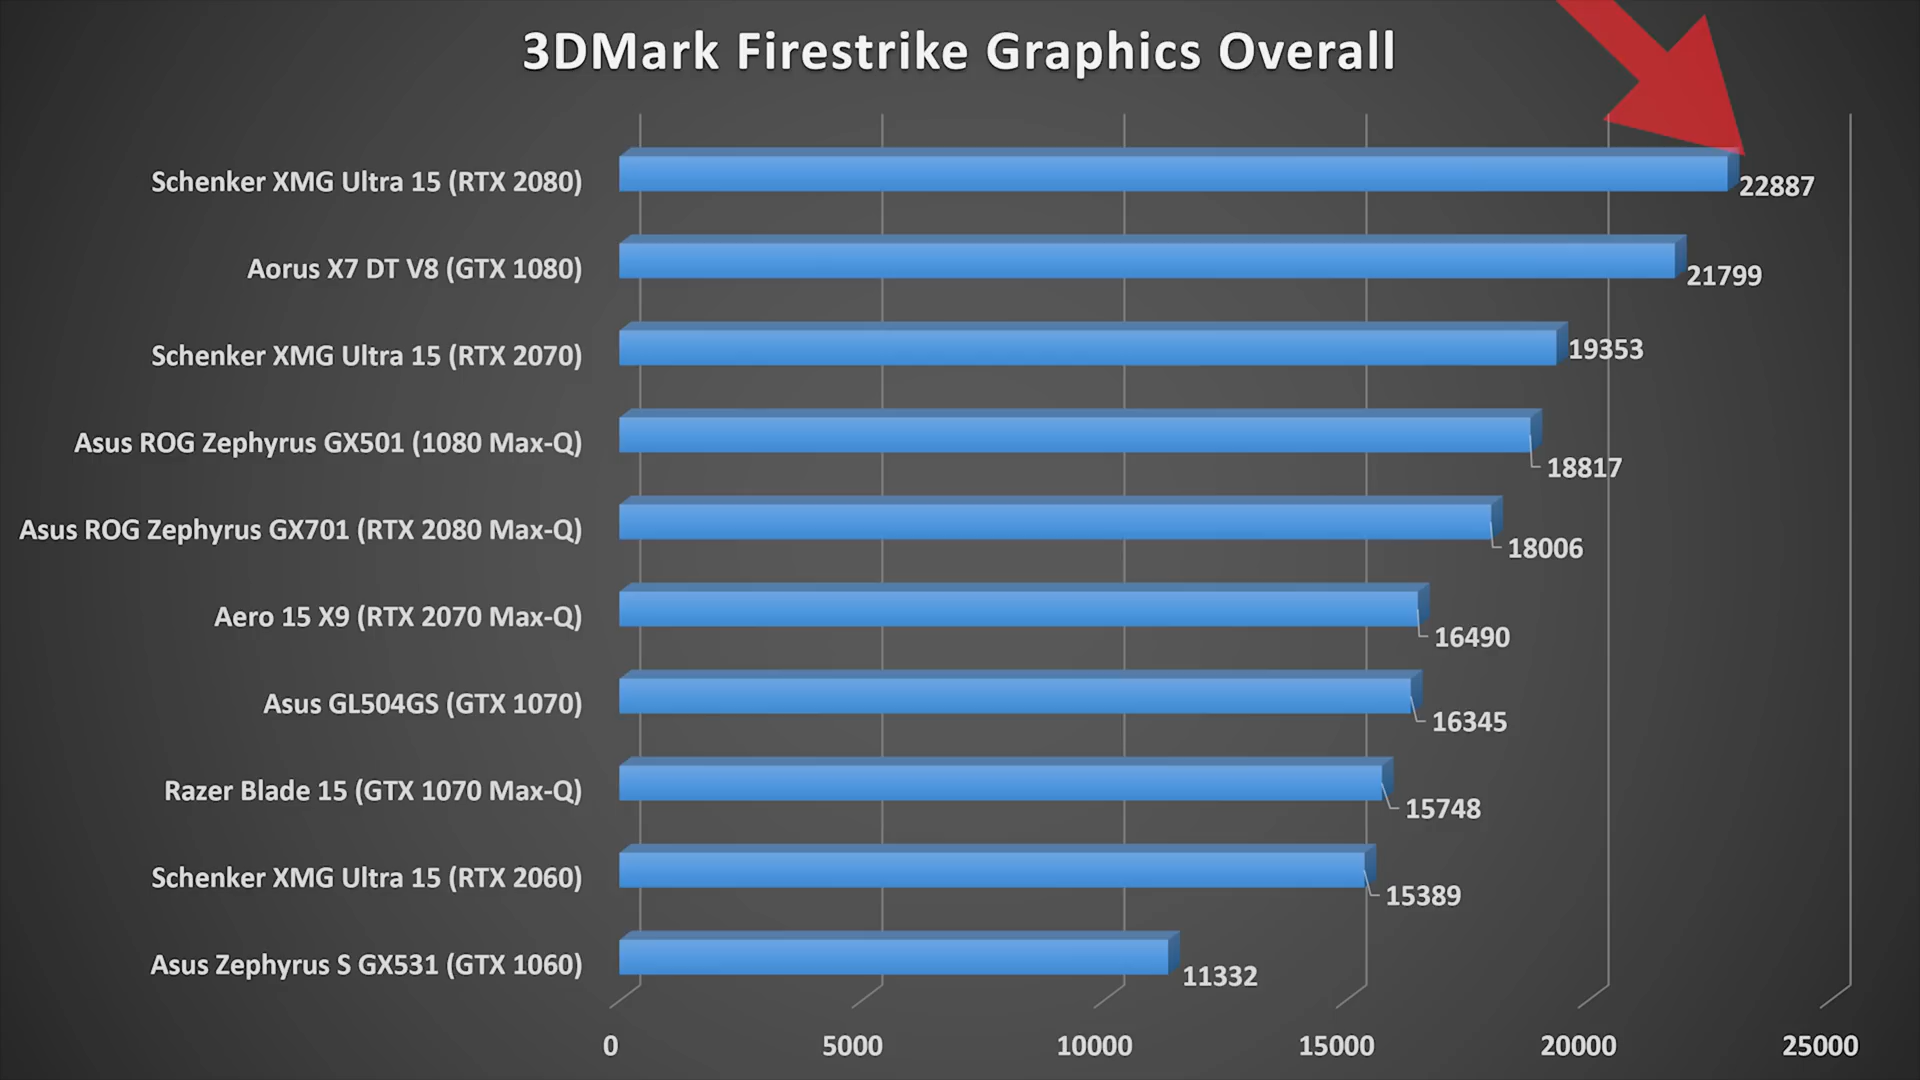 3DMark Firestrike Graphics Overall
Schenker XMG Ultra 15 (RTX 2080)
22887
Aorus X7 DT V8 (GTX 1080)
21799
Schenker XMG Ultra 15 (RTX 2070)
19353
Asus ROG Zephyrus GX501 (1080 Max-Q)
18817
Asus ROG Zephyrus GX701 (RTX 2080 Max-Q)
18006
Aero 15 X9 (RTX 2070 Max-Q)
16490
Asus GL504GS (GTX 1070)
16345
Razer Blade 15 (GTX 1070 Max-Q)
15748
Schenker XMG Ultra 15 (RTX 2060)
15389
Asus Zephyrus S GX531 (GTX 1060)
11332
0 5000 10000 15000 20000 25000